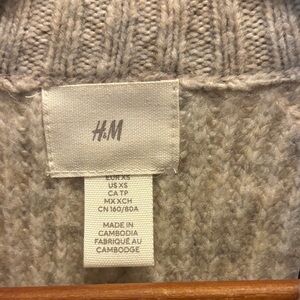 H&M
EUR XS
US XS
CA TP
MX XCH
CN 160/80A
MADE IN
CAMBODIA
FABRIQUÉ AU
CAMBODGE